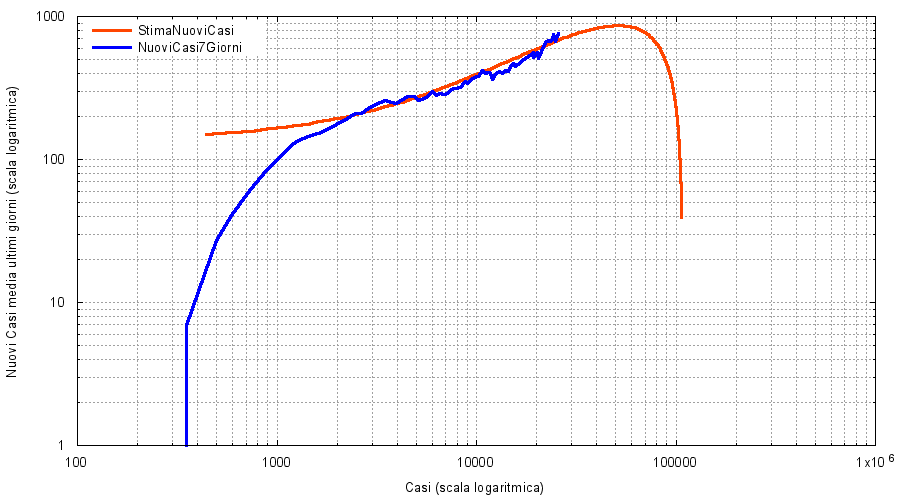 1000
StimaNuoviCasi
NuoviCasi7Giorni
Nuovi Casi media ultimi giorni (scala logaritmica)
100
10
1
100
1000
10000
100000
1x10 6
Casi (scala logaritmica)